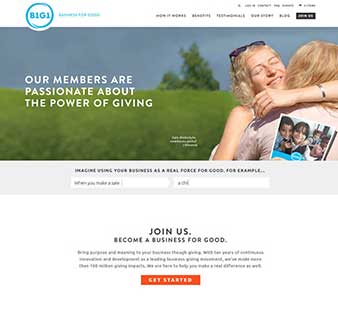 B1G1
BUSINESS FOR GOOD
LOG IN CONTACT FAQ DONATE
HOW IT WORKS BENEFITS TESTIMONIALS OUR STORY BLOG JOIN US
OUR MEMBERS ARE
PASSIONATE ABOUT
THE POWER OF GIVING
IMAGINE USING YOUR BUSINESS AS A REAL FORCE FOR GOOD. FOR EXAMPLE...
When you make a sale a chil
JOIN US.
BECOME A BUSINESS FOR GOOD.
Bring purpose and meaning to your business though giving. With ten years of continuous
innovation and development as a leading business giving movement, we've made more
than 100 million giving impacts. We are here to help you make a real difference as well.
GET STARTED